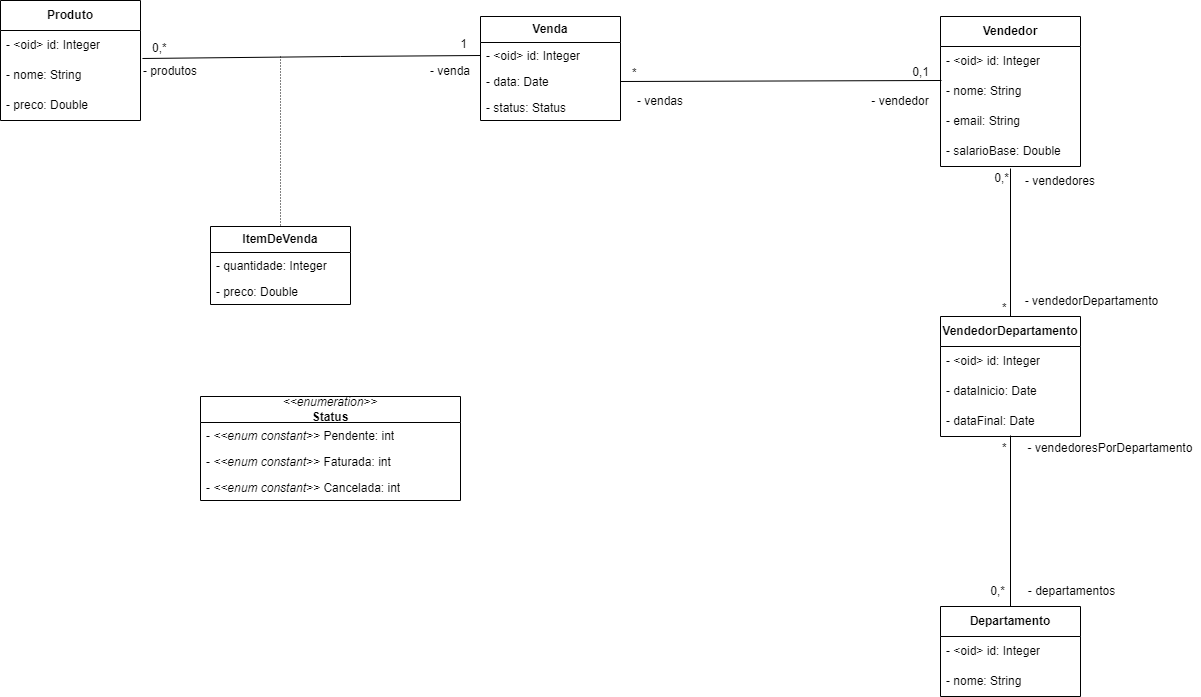 Produto
- <oid> id: Integer
- nome: String
- preco: Double
0,*
- produtos
1
- venda
Venda
- <oid> id: Integer
- data: Date
- status: Status
*
- vendas
0,1
- vendedor
Vendedor
- <oid> id: Integer
- nome: String
- email: String
- salarioBase: Double
0,*
- vendedores
ItemDeVenda
- quantidade: Integer
- preco: Double
*
- vendedorDepartamento
VendedorDepartamento
- <oid> id: Integer
- dataInicio: Date
- dataFinal: Date
<<enumeration>>
Status
- <<enum constant>> Pendente: int
- <<enum constant>> Faturada: int
- <<enum constant>> Cancelada: int
*
- vendedoresPorDepartamento
0,*
- departamentos
Departamento
- <oid> id: Integer
- nome: String